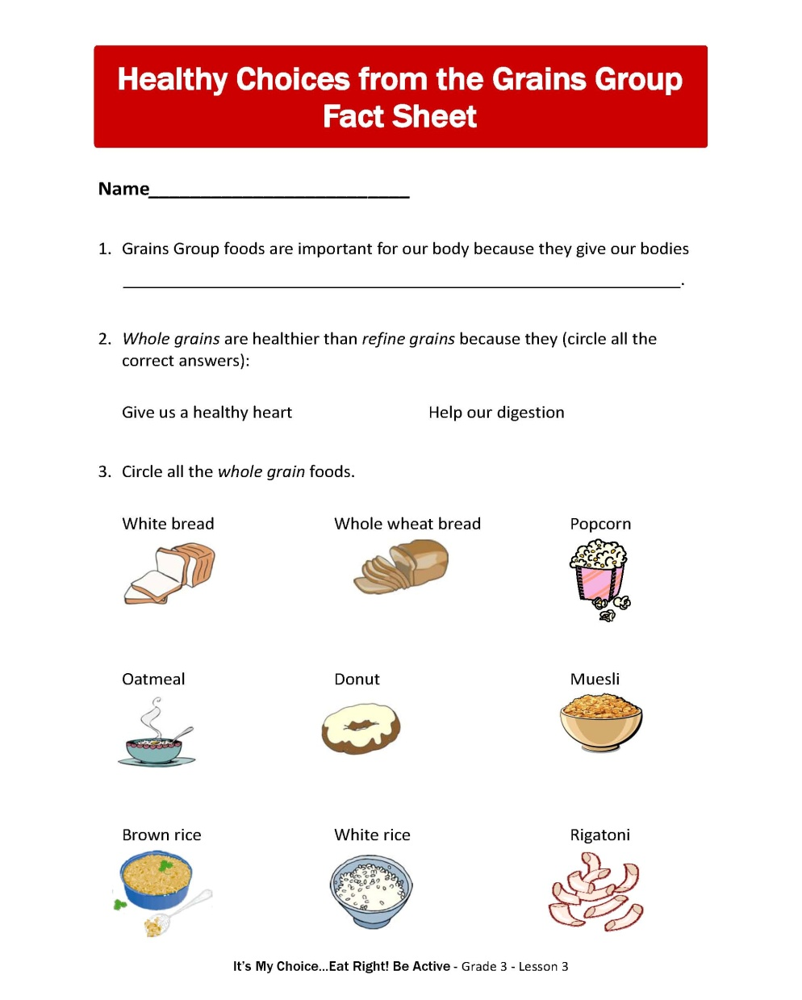 Healthy Choices from the Grains Group
Fact Sheet
Name_________________________
1. Grains Group foods are important for our body because they give our bodies
_______________________________________________________________.
2. Whole grains are healthier than refine grains because they (circle all the
correct answers):
Give us a healthy heart Help our digestion
3. Circle all the whole grain foods.
White bread Whole wheat bread Popcorn
Oatmeal Donut Muesli
Brown rice White rice Rigatoni
It's My Choice...Eat Right! Be Active - Grade 3 - Lesson 3